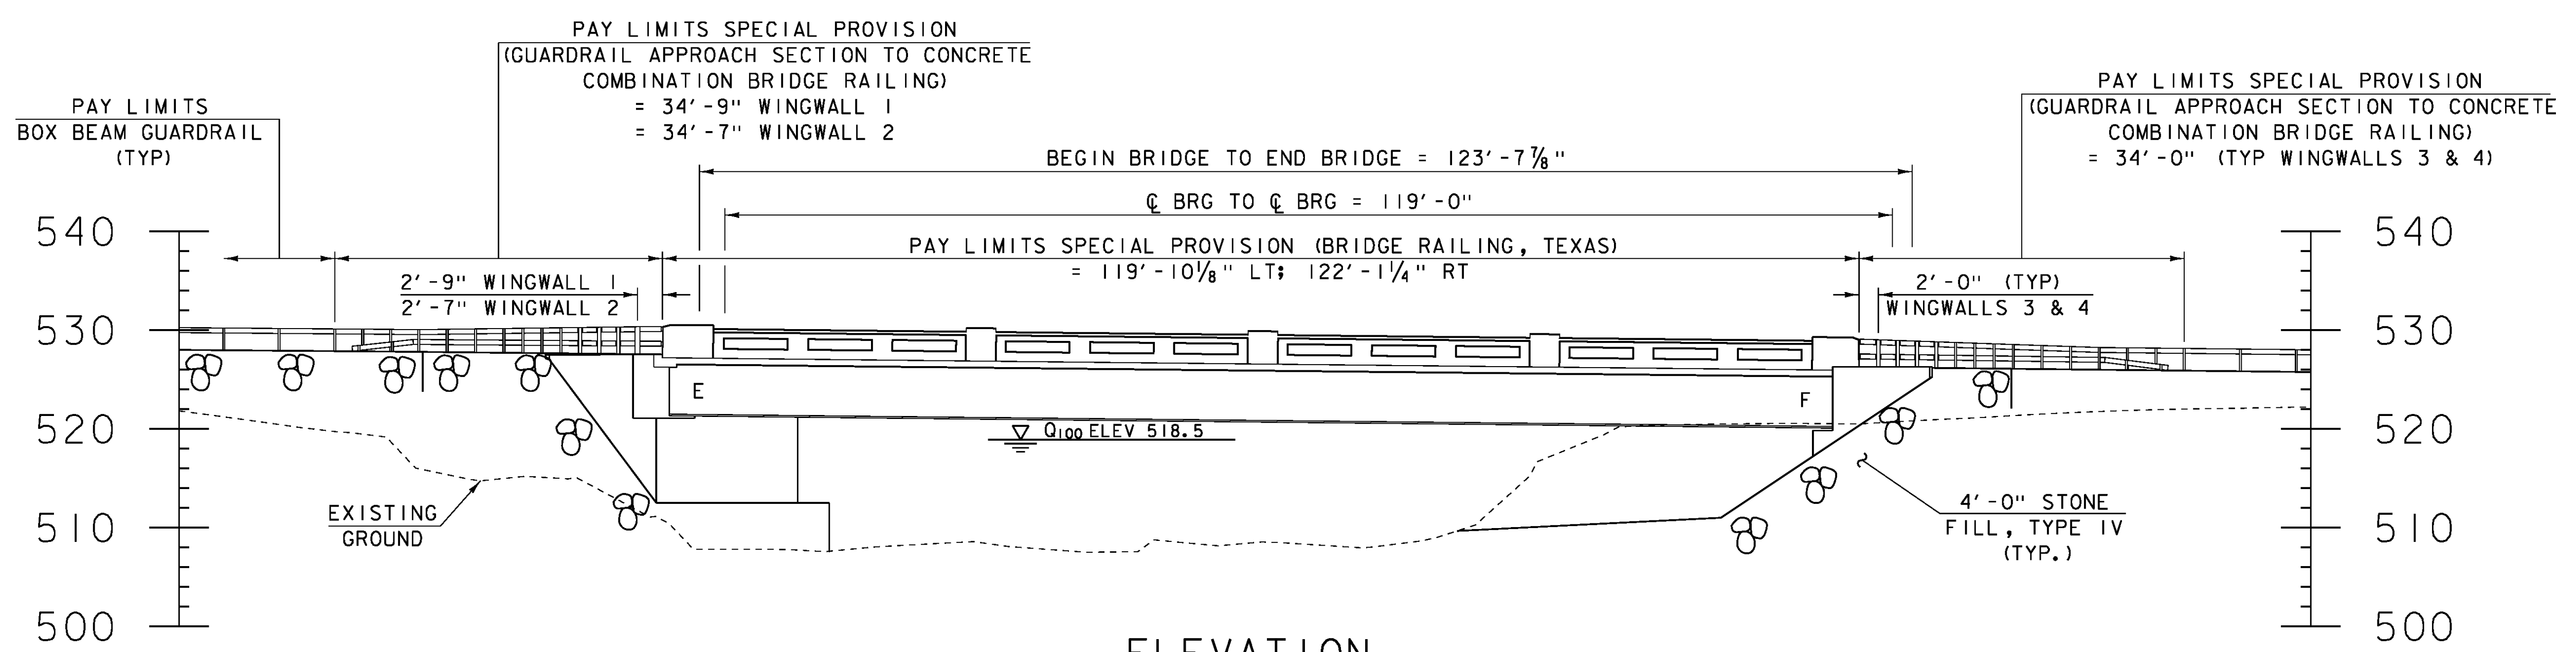 PAY LIMITS SPECIAL PROVISION
(GUARDRAIL APPROACH SECTION TO CONCRETE
COMBINATION BRIDGE RAILING)
= 34'-9" WINGWALL 1
= 34'-7" WINGWALL 2
PAY LIMITS
BOX BEAM GUARDRAIL
(TYP)
PAY LIMITS SPECIAL PROVISION
(GUARDRAIL APPROACH SECTION TO CONCRETE
COMBINATION BRIDGE RAILING)
= 34'-0" (TYP WINGWALLS 3 & 4)
BEGIN BRIDGE TO END BRIDGE = 123'-7⅞"
℄ BRG TO ℄ BRG = 119'-0"
PAY LIMITS SPECIAL PROVISION (BRIDGE RAILING, TEXAS)
= 119'-10⅛" LT; 122'-1¼" RT
2'-9" WINGWALL 1
2'-7" WINGWALL 2
2'-0" (TYP)
WINGWALLS 3 & 4
540
530
520
510
500
540
530
520
510
500
E
F
Q100 ELEV 518.5
EXISTING
GROUND
4'-0" STONE
FILL, TYPE IV
(TYP.)
ELEVATION